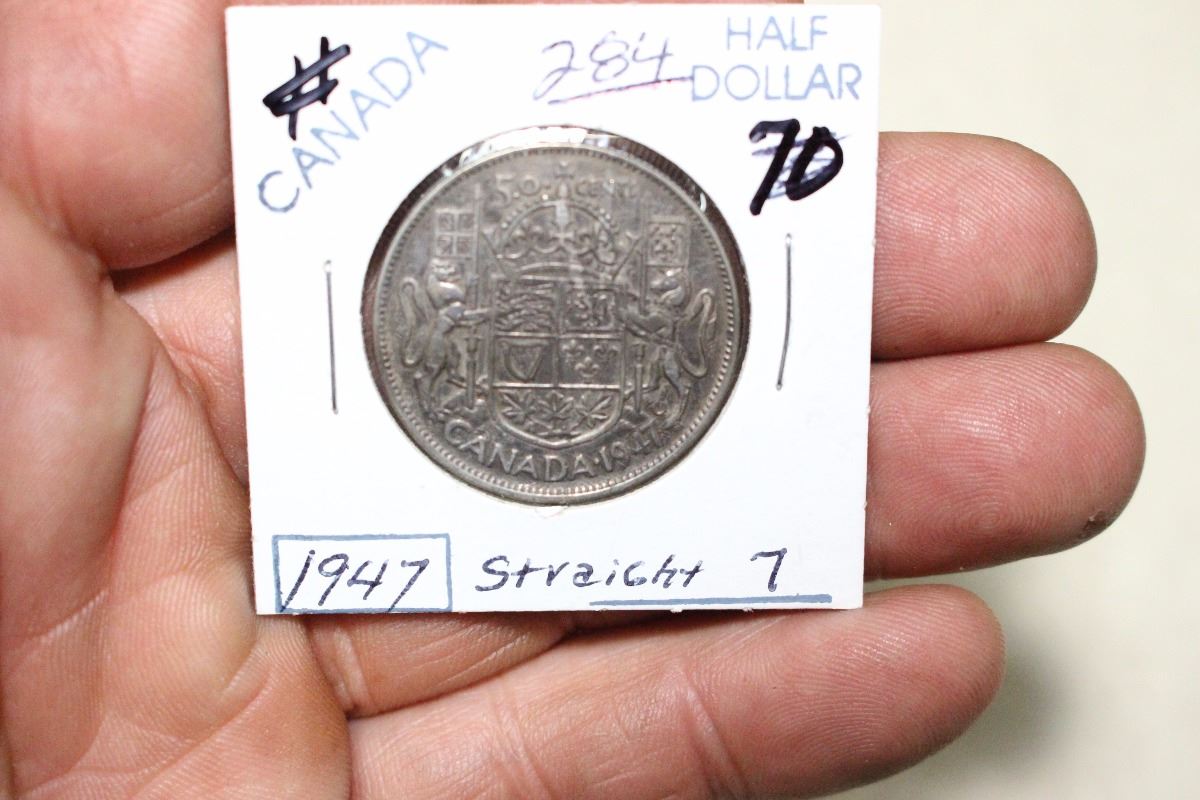 #
CANADA
284
HALF
DOLLAR
70
50 CENTS
CANADA · 1947
1947 Straight 7